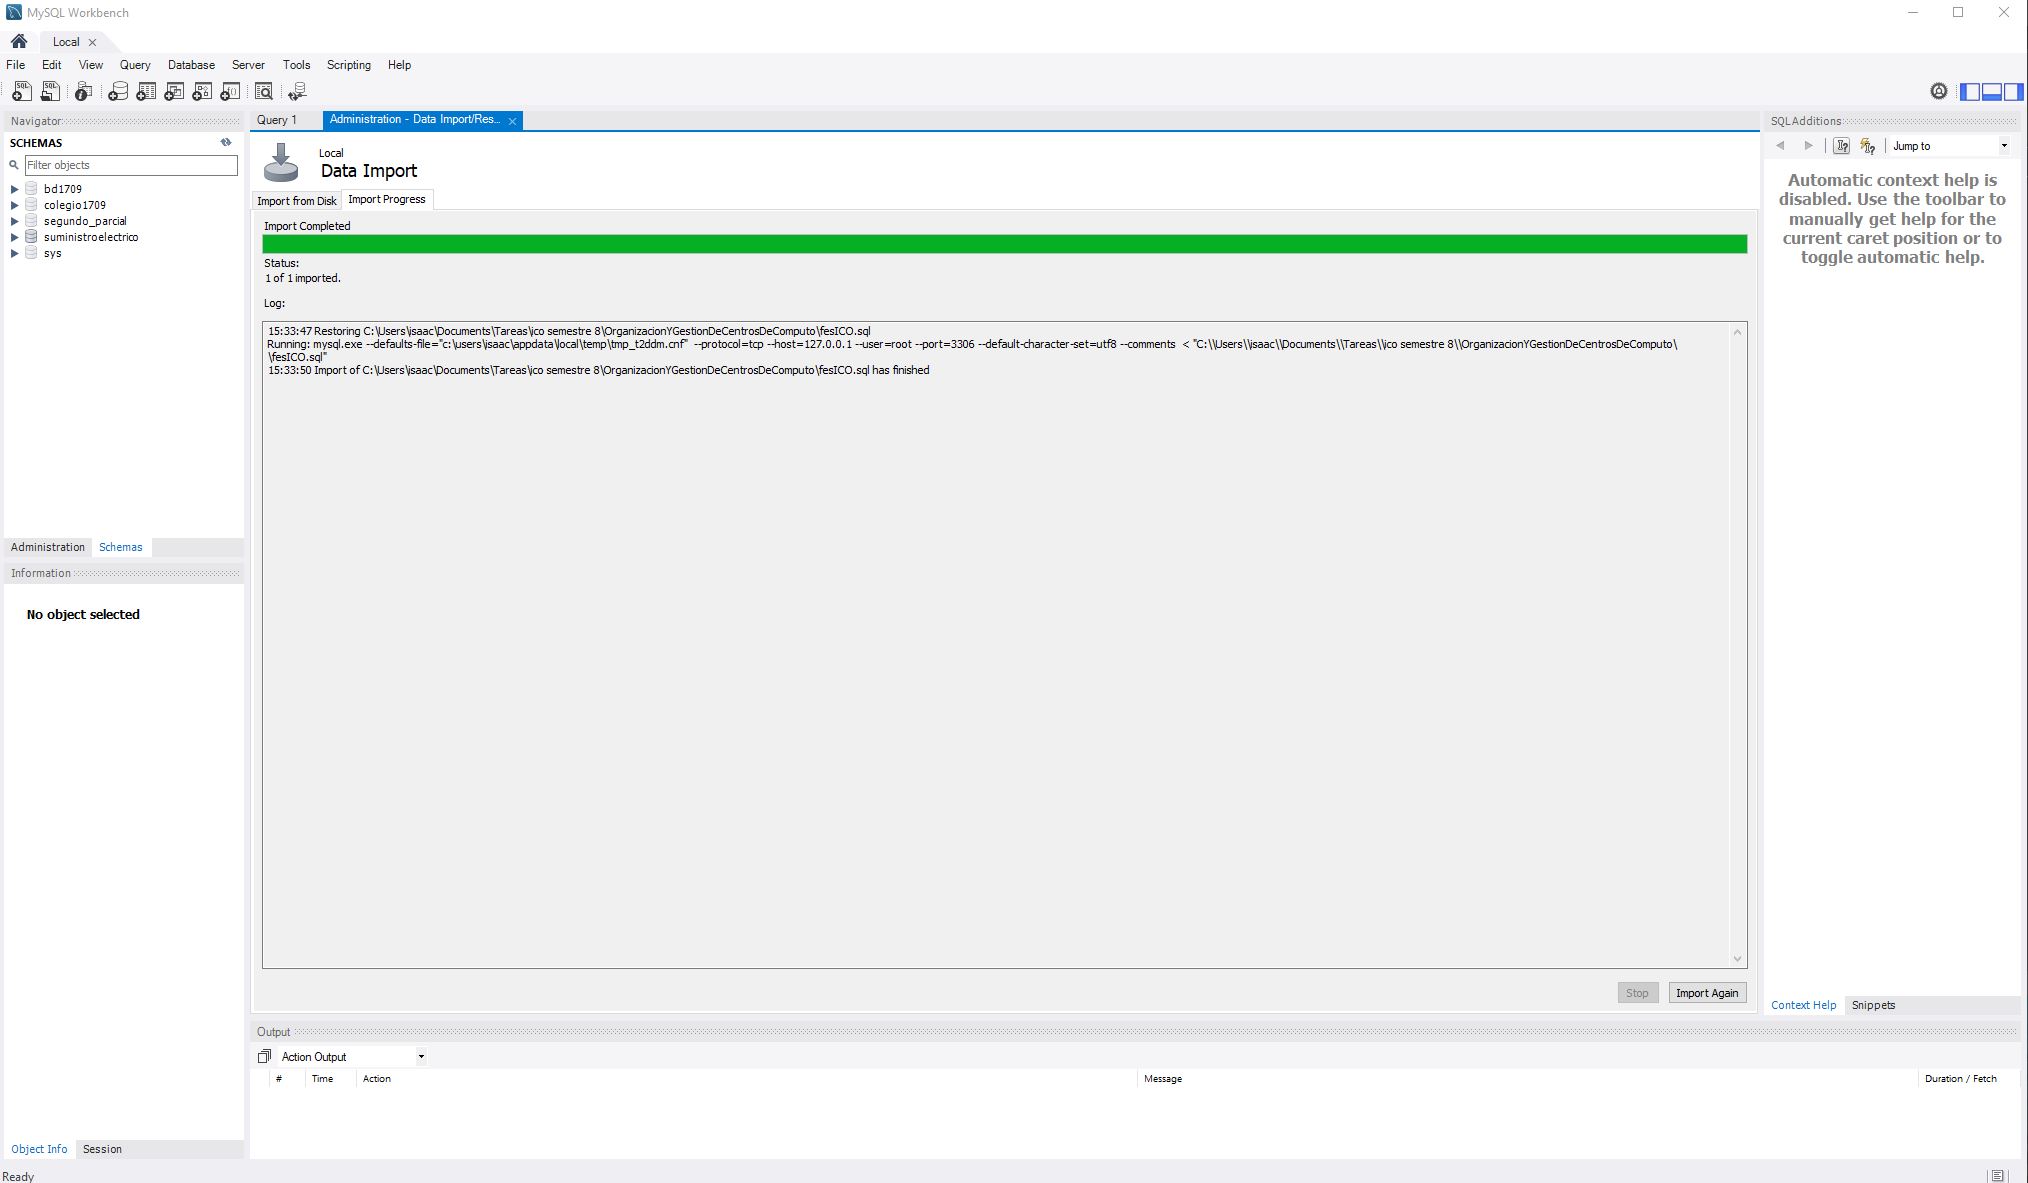 MySQL Workbench
Local
File Edit View Query Database Server Tools Scripting Help
Navigator
SCHEMAS
Filter objects
bd1709
colegio1709
segundo_parcial
suministroelectrico
sys
Administration Schemas
Information
No object selected
Object Info Session
Ready
Query 1 Administration - Data Import/Res...
Local
Data Import
Import from Disk Import Progress
Import Completed
Status:
1 of 1 imported.
Log:
15:33:47 Restoring C:\Users\isaac\Documents\Tareas\ico semestre 8\OrganizacionYGestionDeCentrosDeComputo\fesICO.sql
Running: mysql.exe --defaults-file="c:\users\isaac\appdata\local\temp\tmp_t2ddm.cnf" --protocol=tcp --host=127.0.0.1 --user=root --port=3306 --default-character-set=utf8 --comments < "C:\\Users\\isaac\\Documents\\Tareas\\ico semestre 8\\OrganizacionYGestionDeCentrosDeComputo\
\fesICO.sql"
15:33:50 Import of C:\Users\isaac\Documents\Tareas\ico semestre 8\OrganizacionYGestionDeCentrosDeComputo\fesICO.sql has finished
Stop Import Again
Output
Action Output
# Time Action Message Duration / Fetch
SQLAdditions
Jump to
Automatic context help is
disabled. Use the toolbar to
manually get help for the
current caret position or to
toggle automatic help.
Context Help Snippets